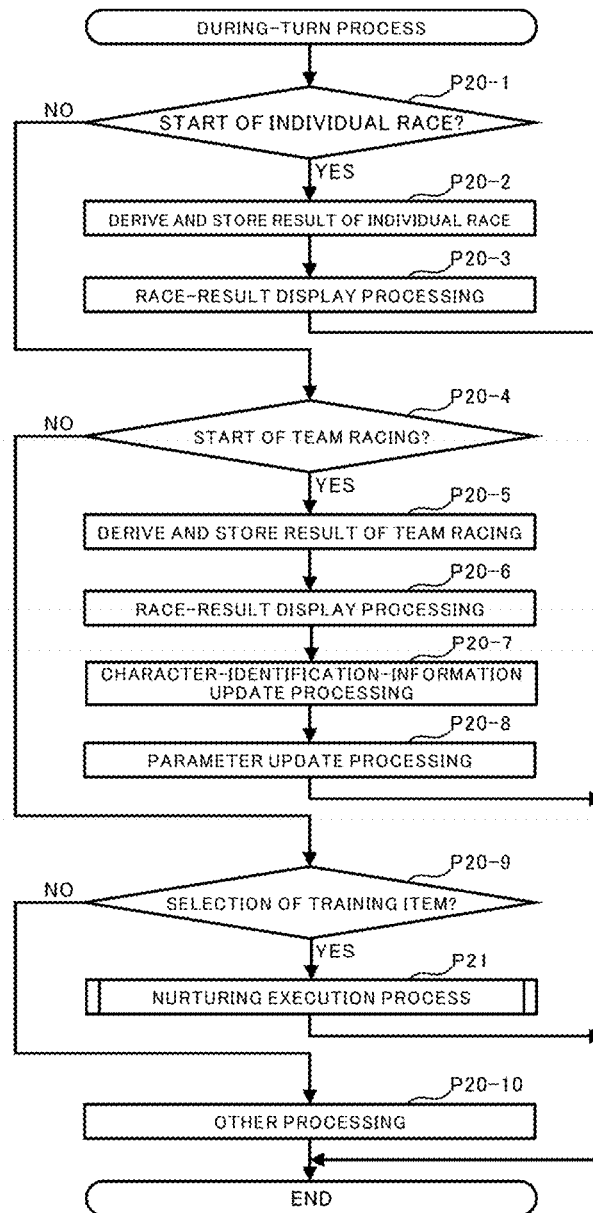 DURING-TURN PROCESS
P20-1
NO
START OF INDIVIDUAL RACE?
YES
P20-2
DERIVE AND STORE RESULT OF INDIVIDUAL RACE
P20-3
RACE-RESULT DISPLAY PROCESSING
P20-4
NO
START OF TEAM RACING?
YES
P20-5
DERIVE AND STORE RESULT OF TEAM RACING
P20-6
RACE-RESULT DISPLAY PROCESSING
P20-7
CHARACTER-IDENTIFICATION-INFORMATION
UPDATE PROCESSING
P20-8
PARAMETER UPDATE PROCESSING
P20-9
NO
SELECTION OF TRAINING ITEM?
YES
P21
NURTURING EXECUTION PROCESS
P20-10
OTHER PROCESSING
END